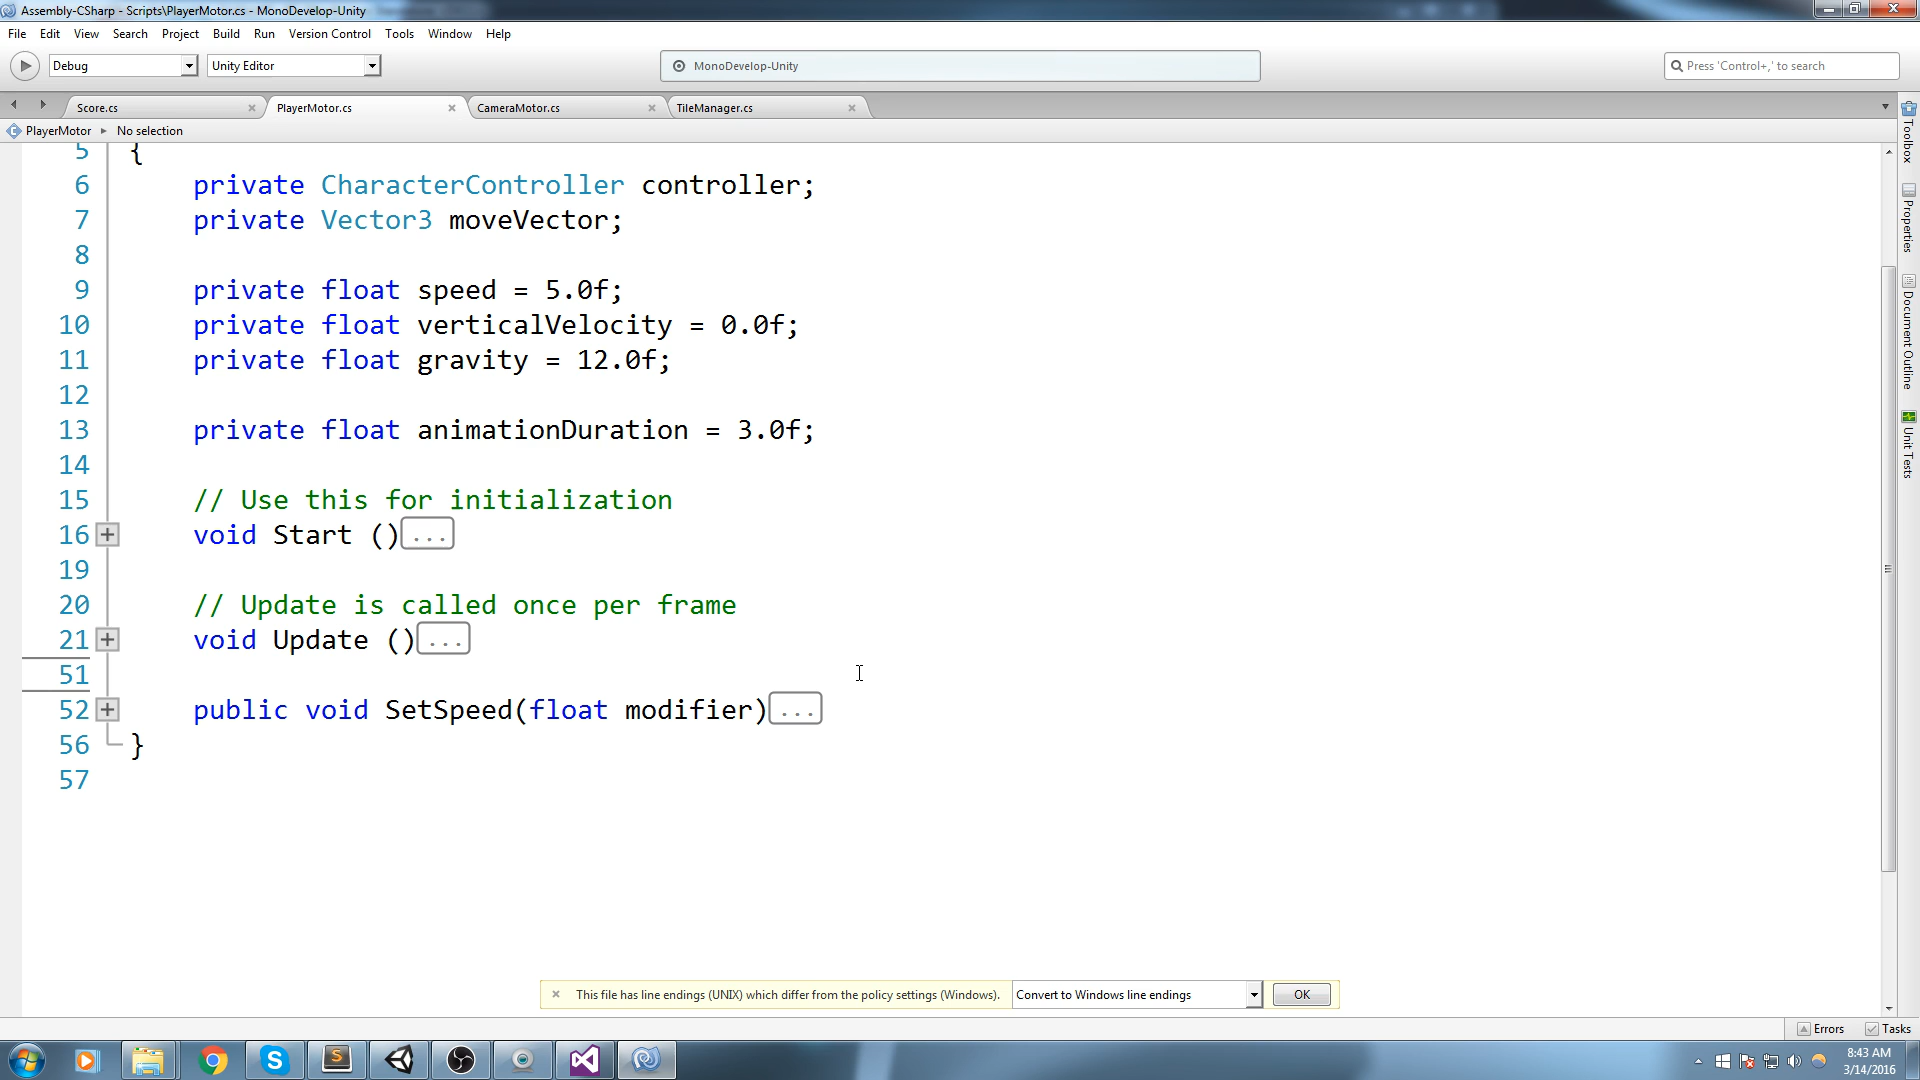 Assembly-CSharp - Scripts\PlayerMotor.cs - MonoDevelop-Unity
File Edit View Search Project Build Run Version Control Tools Window Help
Debug Unity Editor MonoDevelop-Unity Press 'Control+,' to search
Score.cs PlayerMotor.cs CameraMotor.cs TileManager.cs
PlayerMotor No selection
5 {
6 private CharacterController controller;
7 private Vector3 moveVector;
8
9 private float speed = 5.0f;
10 private float verticalVelocity = 0.0f;
11 private float gravity = 12.0f;
12
13 private float animationDuration = 3.0f;
14
15 // Use this for initialization
16 void Start ()...
19
20 // Update is called once per frame
21 void Update ()...
51
52 public void SetSpeed(float modifier)...
56 }
57
Toolbox
Properties
Document Outline
Unit Tests
This file has line endings (UNIX) which differ from the policy settings (Windows). Convert to Windows line endings OK
Errors Tasks
8:43 AM
3/14/2016